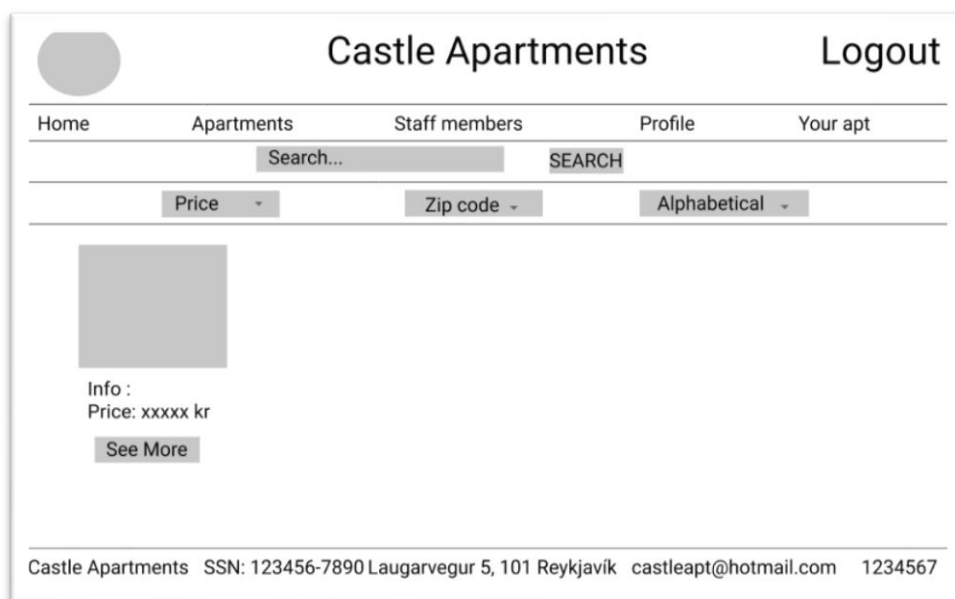 Castle Apartments Logout
Home Apartments Staff members Profile Your apt
Search... SEARCH
Price Zip code Alphabetical
Info :
Price: xxxxx kr
See More
Castle Apartments SSN: 123456-7890 Laugarvegur 5, 101 Reykjavík castleapt@hotmail.com 1234567